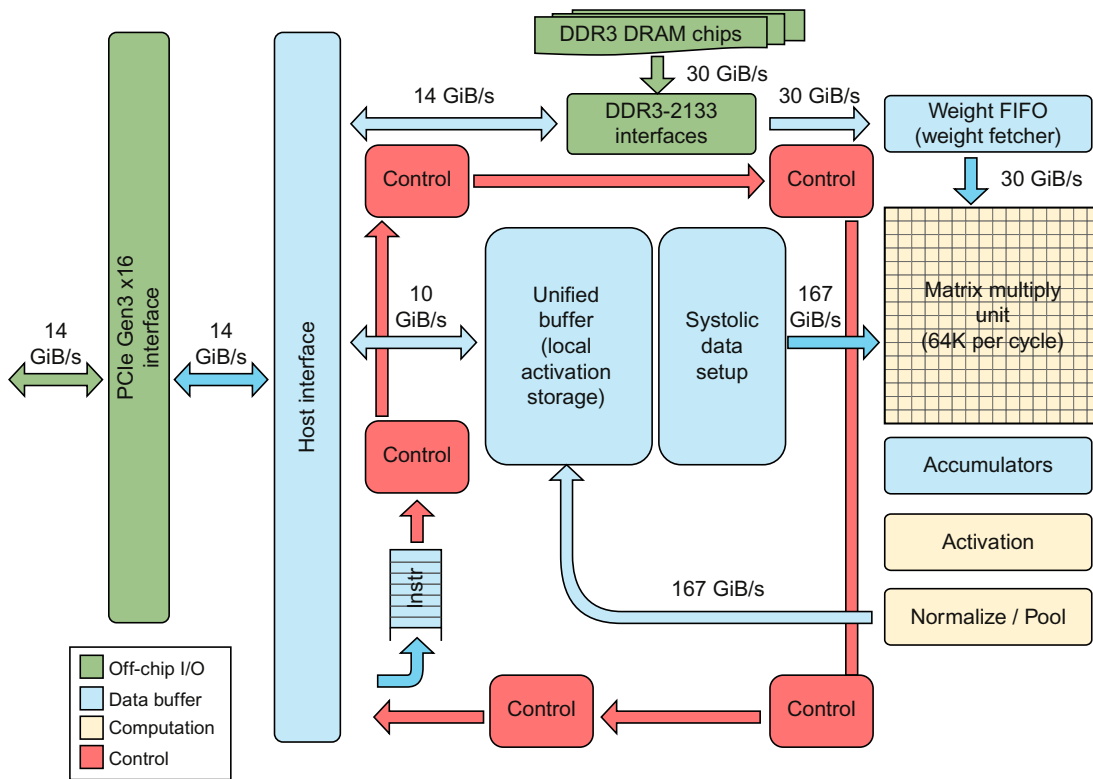 DDR3 DRAM chips
30 GiB/s
14 GiB/s
DDR3-2133
interfaces
30 GiB/s
Weight FIFO
(weight fetcher)
30 GiB/s
Control
Control
PCIe Gen3 x16
interface
14
GiB/s
14
GiB/s
Host interface
10
GiB/s
Unified
buffer
(local
activation
storage)
Systolic
data
setup
167
GiB/s
Matrix multiply
unit
(64K per cycle)
Control
Accumulators
Instr
Activation
167 GiB/s
Normalize / Pool
Control
Control
Off-chip I/O
Data buffer
Computation
Control